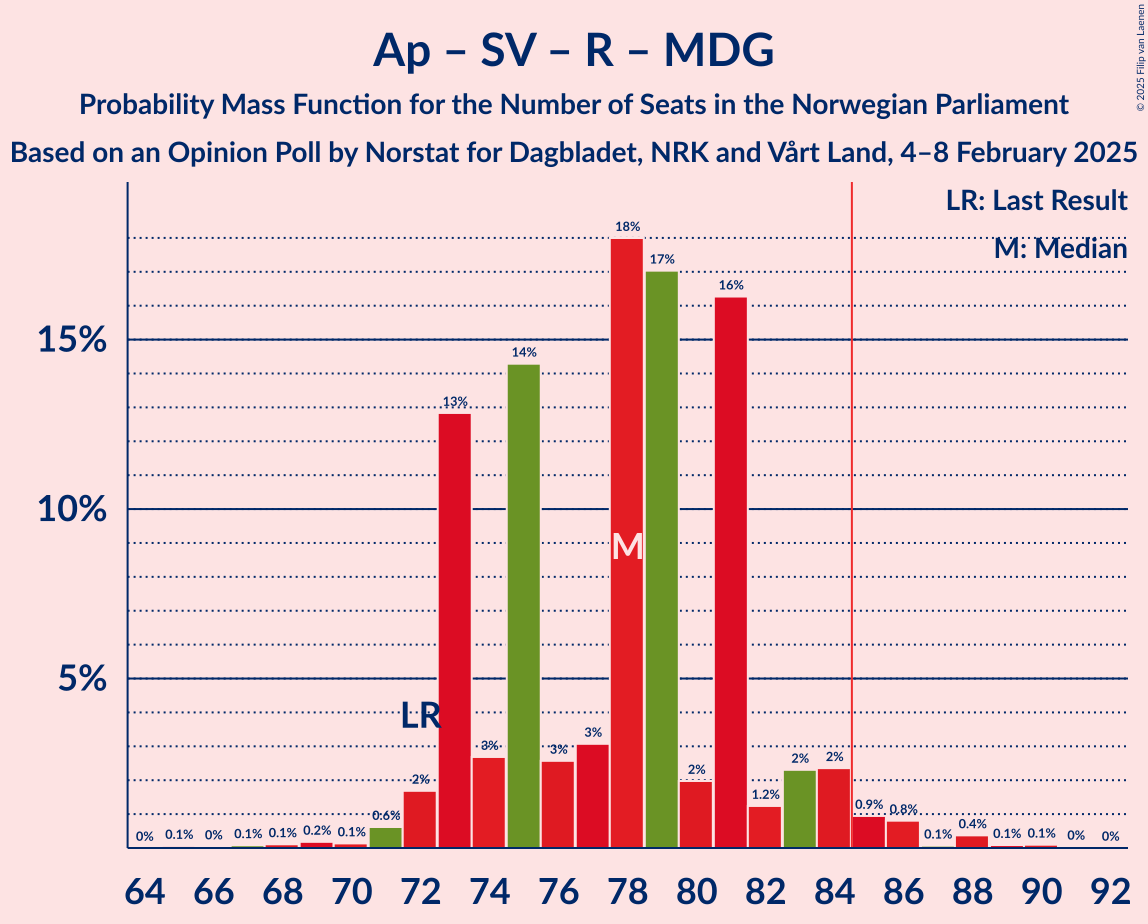 Ap – SV – R – MDG
Probability Mass Function for the Number of Seats in the Norwegian Parliament
Based on an Opinion Poll by Norstat for Dagbladet, NRK and Vårt Land, 4–8 February 2025
© 2025 Filip van Laenen
LR: Last Result
M: Median
15%
10%
5%
0% 0.1% 0% 0.1% 0.1% 0.2% 0.1% 0.6% 2% 13% 3% 14% 3% 3% 18% 17% 2% 16% 1.2% 2% 2% 0.9% 0.8% 0.1% 0.4% 0.1% 0.1% 0% 0%
LR
M
64 66 68 70 72 74 76 78 80 82 84 86 88 90 92